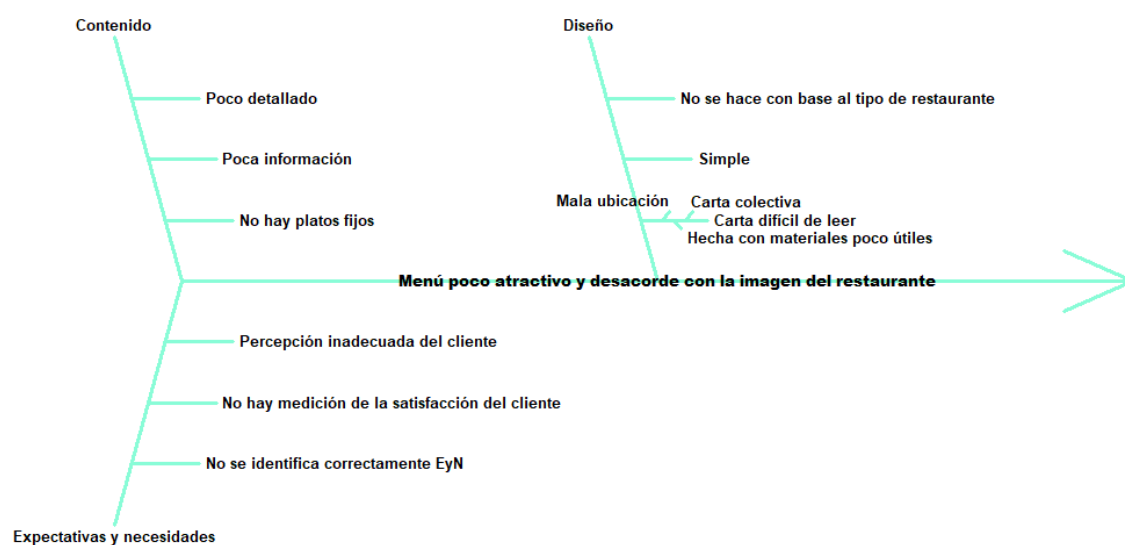 Contenido
Diseño
Poco detallado
No se hace con base al tipo de restaurante
Poca información
Simple
Mala ubicación
Carta colectiva
No hay platos fijos
Carta difícil de leer
Hecha con materiales poco útiles
Menú poco atractivo y desacorde con la imagen del restaurante
Percepción inadecuada del cliente
No hay medición de la satisfacción del cliente
No se identifica correctamente EyN
Expectativas y necesidades